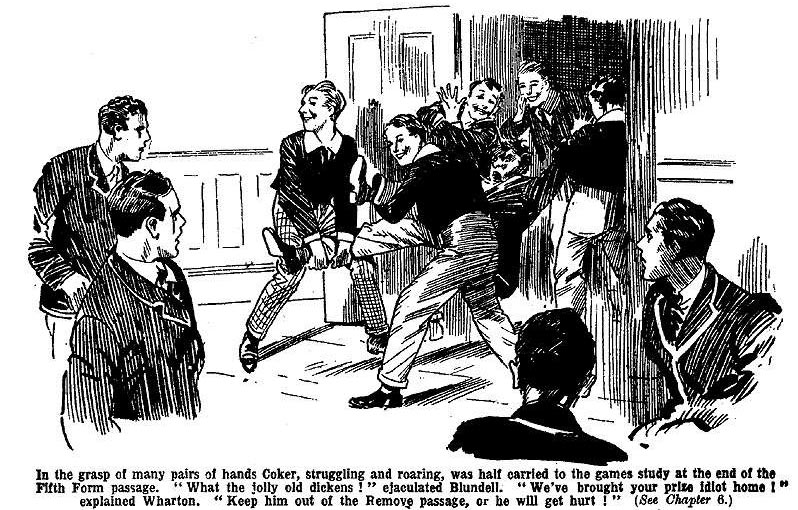 In the grasp of many pairs of hands Coker, struggling and roaring, was half carried to the games study at the end of the
Fifth Form passage. "What the jolly old dickens!" ejaculated Blundell. "We've brought your prize idiot home!"
explained Wharton. "Keep him out of the Remove passage, or he will get hurt!" (See Chapter 6.)